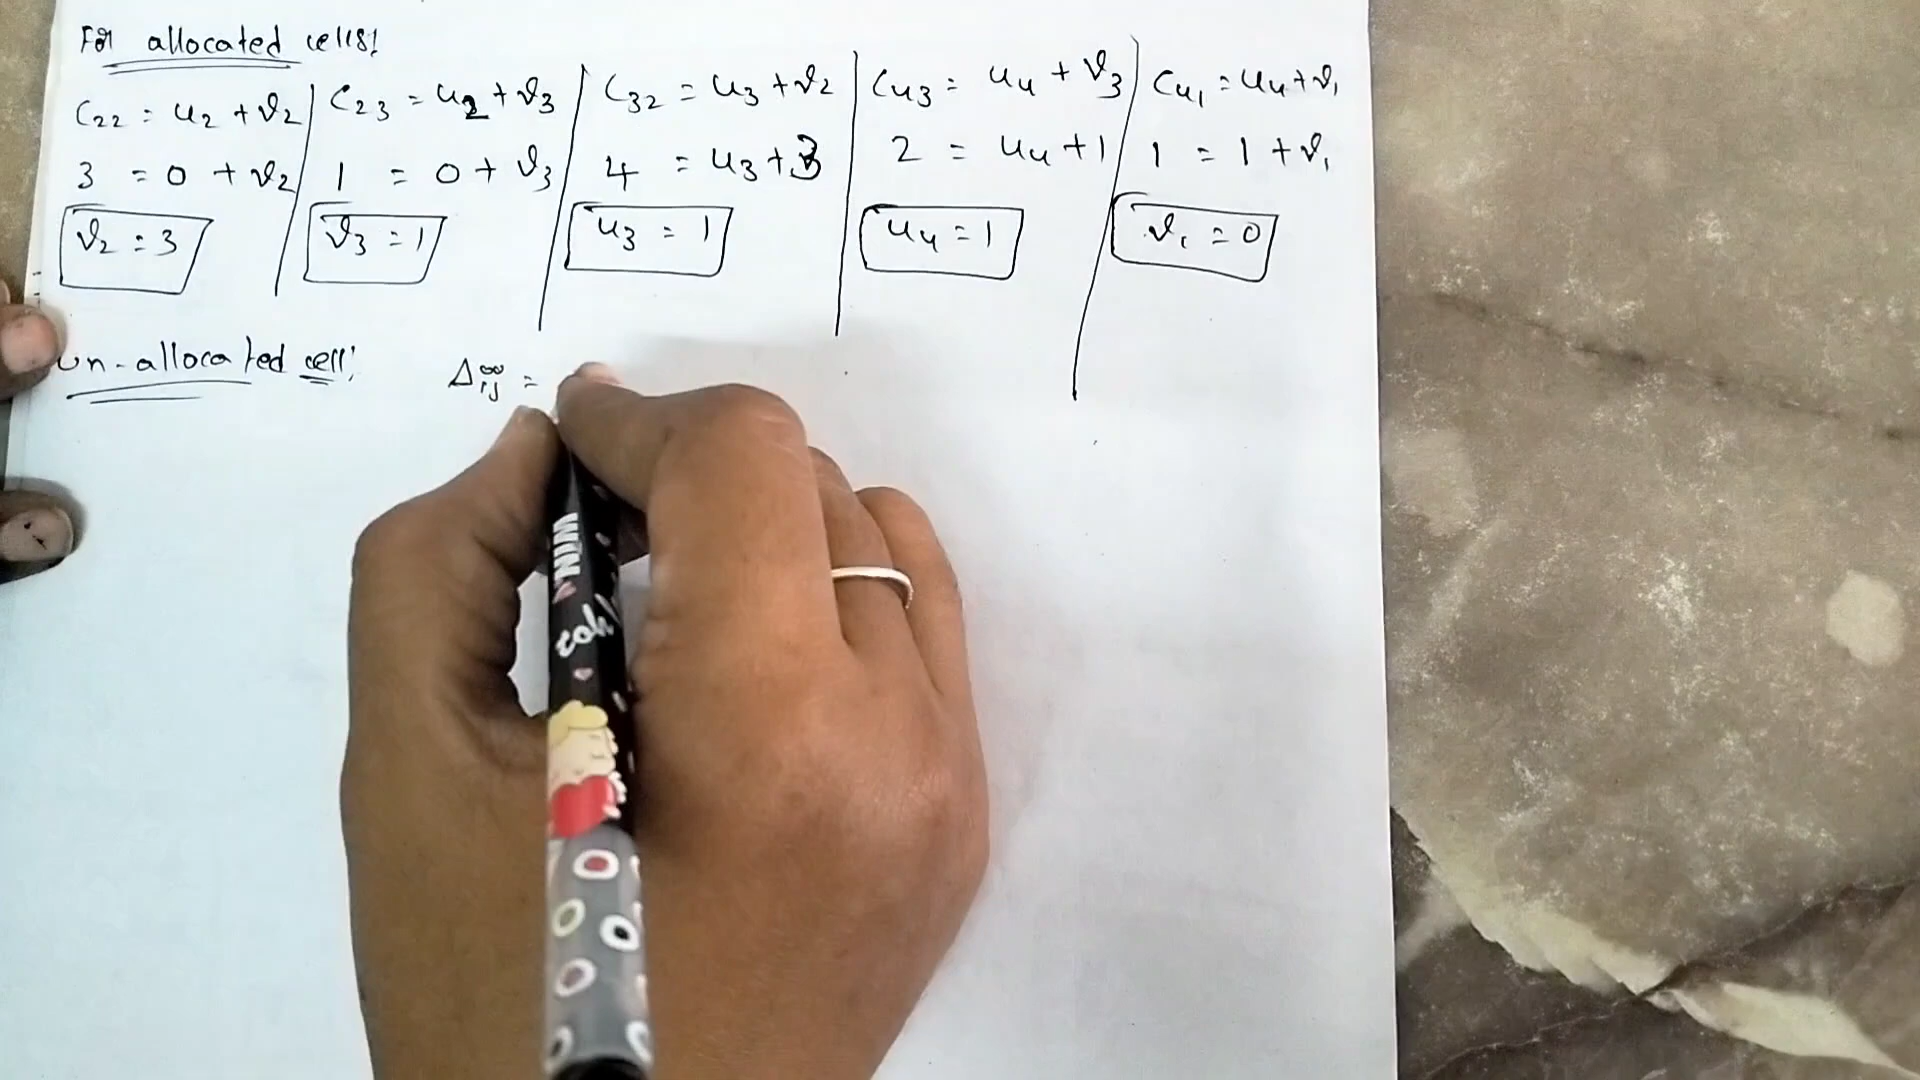 For allocated cells!
C22 = u2 + v2 | C23 = u2 + v3 | C32 = u3 + v2 | C43 = u4 + v3 | C41 = u4 + v1
3 = 0 + v2 | 1 = 0 + v3 | 4 = u3 + 3 | 2 = u4 + 1 | 1 = 1 + v1
v2 = 3 | v3 = 1 | u3 = 1 | u4 = 1 | v1 = 0
un-allocated cell! Δij =